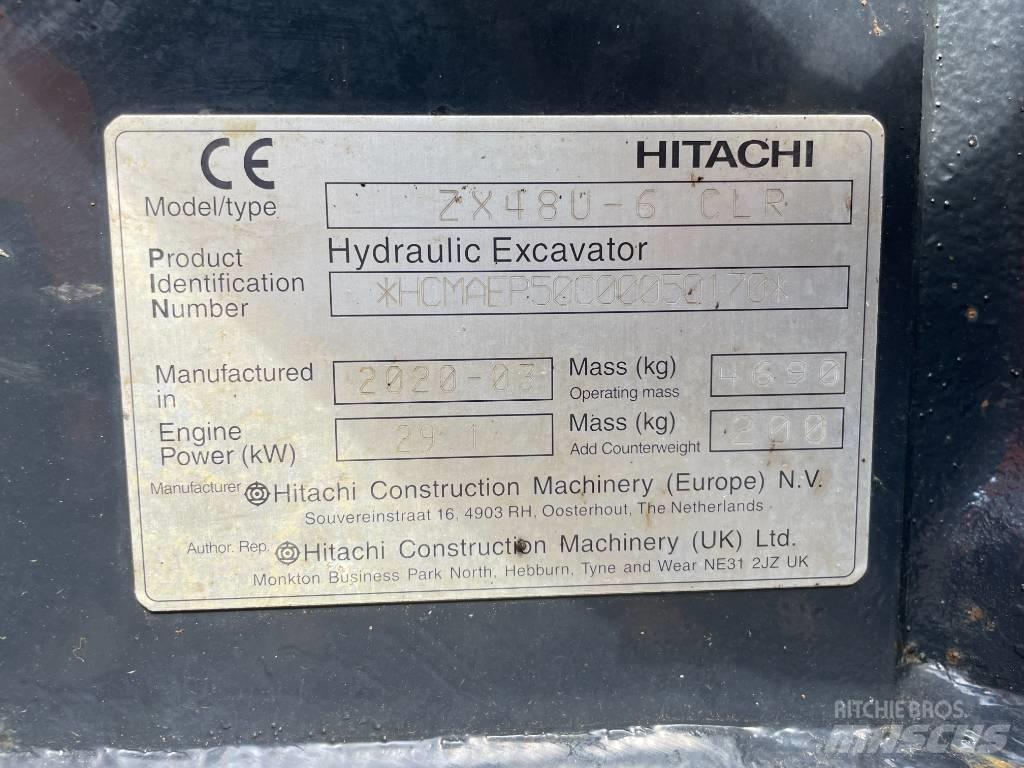 CE HITACHI
Model/type ZX48U-6 CLR
Hydraulic Excavator
Product
Identification
Number *HCMAEP50C00050170*
Manufactured
in 2020-03
Mass (kg)
Operating mass 4690
Engine
Power (kW) 29.1
Mass (kg)
Add Counterweight 200
Manufacturer Hitachi Construction Machinery (Europe) N.V.
Souvereinstraat 16, 4903 RH, Oosterhout, The Netherlands
Author. Rep. Hitachi Construction Machinery (UK) Ltd.
Monkton Business Park North, Hebburn, Tyne and Wear NE31 2JZ UK
RITCHIE BROS.
MASCUS